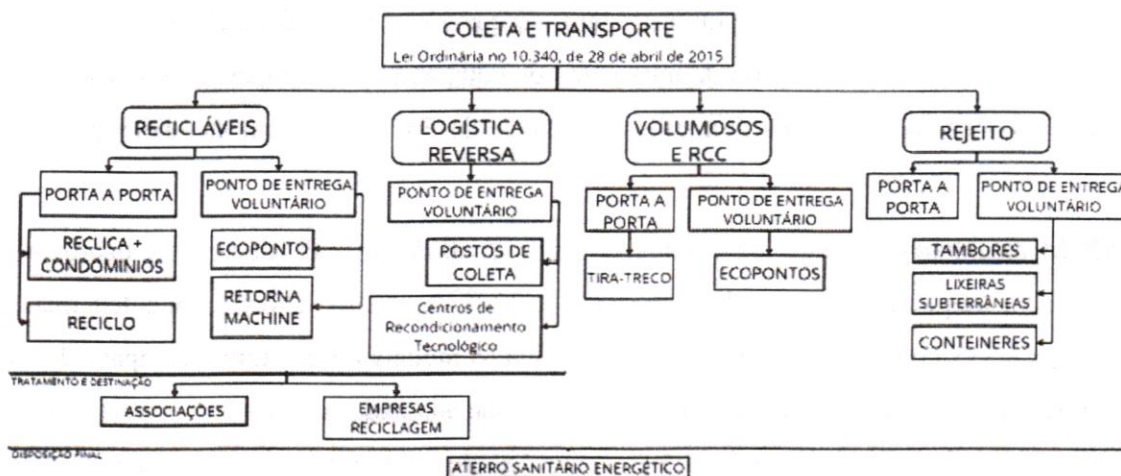 COLETA E TRANSPORTE
Lei Ordinária no 10.340, de 28 de abril de 2015
RECICLÁVEIS
LOGISTICA
REVERSA
VOLUMOSOS
E RCC
REJEITO
PORTA A PORTA
PONTO DE ENTREGA
VOLUNTÁRIO
PONTO DE ENTREGA
VOLUNTÁRIO
PORTA A
PORTA
PONTO DE ENTREGA
VOLUNTÁRIO
PORTA A
PORTA
PONTO DE ENTREGA
VOLUNTÁRIO
RECLICA +
CONDOMINIOS
ECOPONTO
POSTOS DE
COLETA
TIRA-TRECO
ECOPONTOS
TAMBORES
RECICLO
RETORNA
MACHINE
Centros de
Recondicionamento
Tecnológico
LIXEIRAS
SUBTERRÂNEAS
CONTEINERES
TRATAMENTO E DESTINAÇÃO
ASSOCIAÇÕES
EMPRESAS
RECICLAGEM
DISPOSIÇÃO FINAL
ATERRO SANITÁRIO ENERGÉTICO